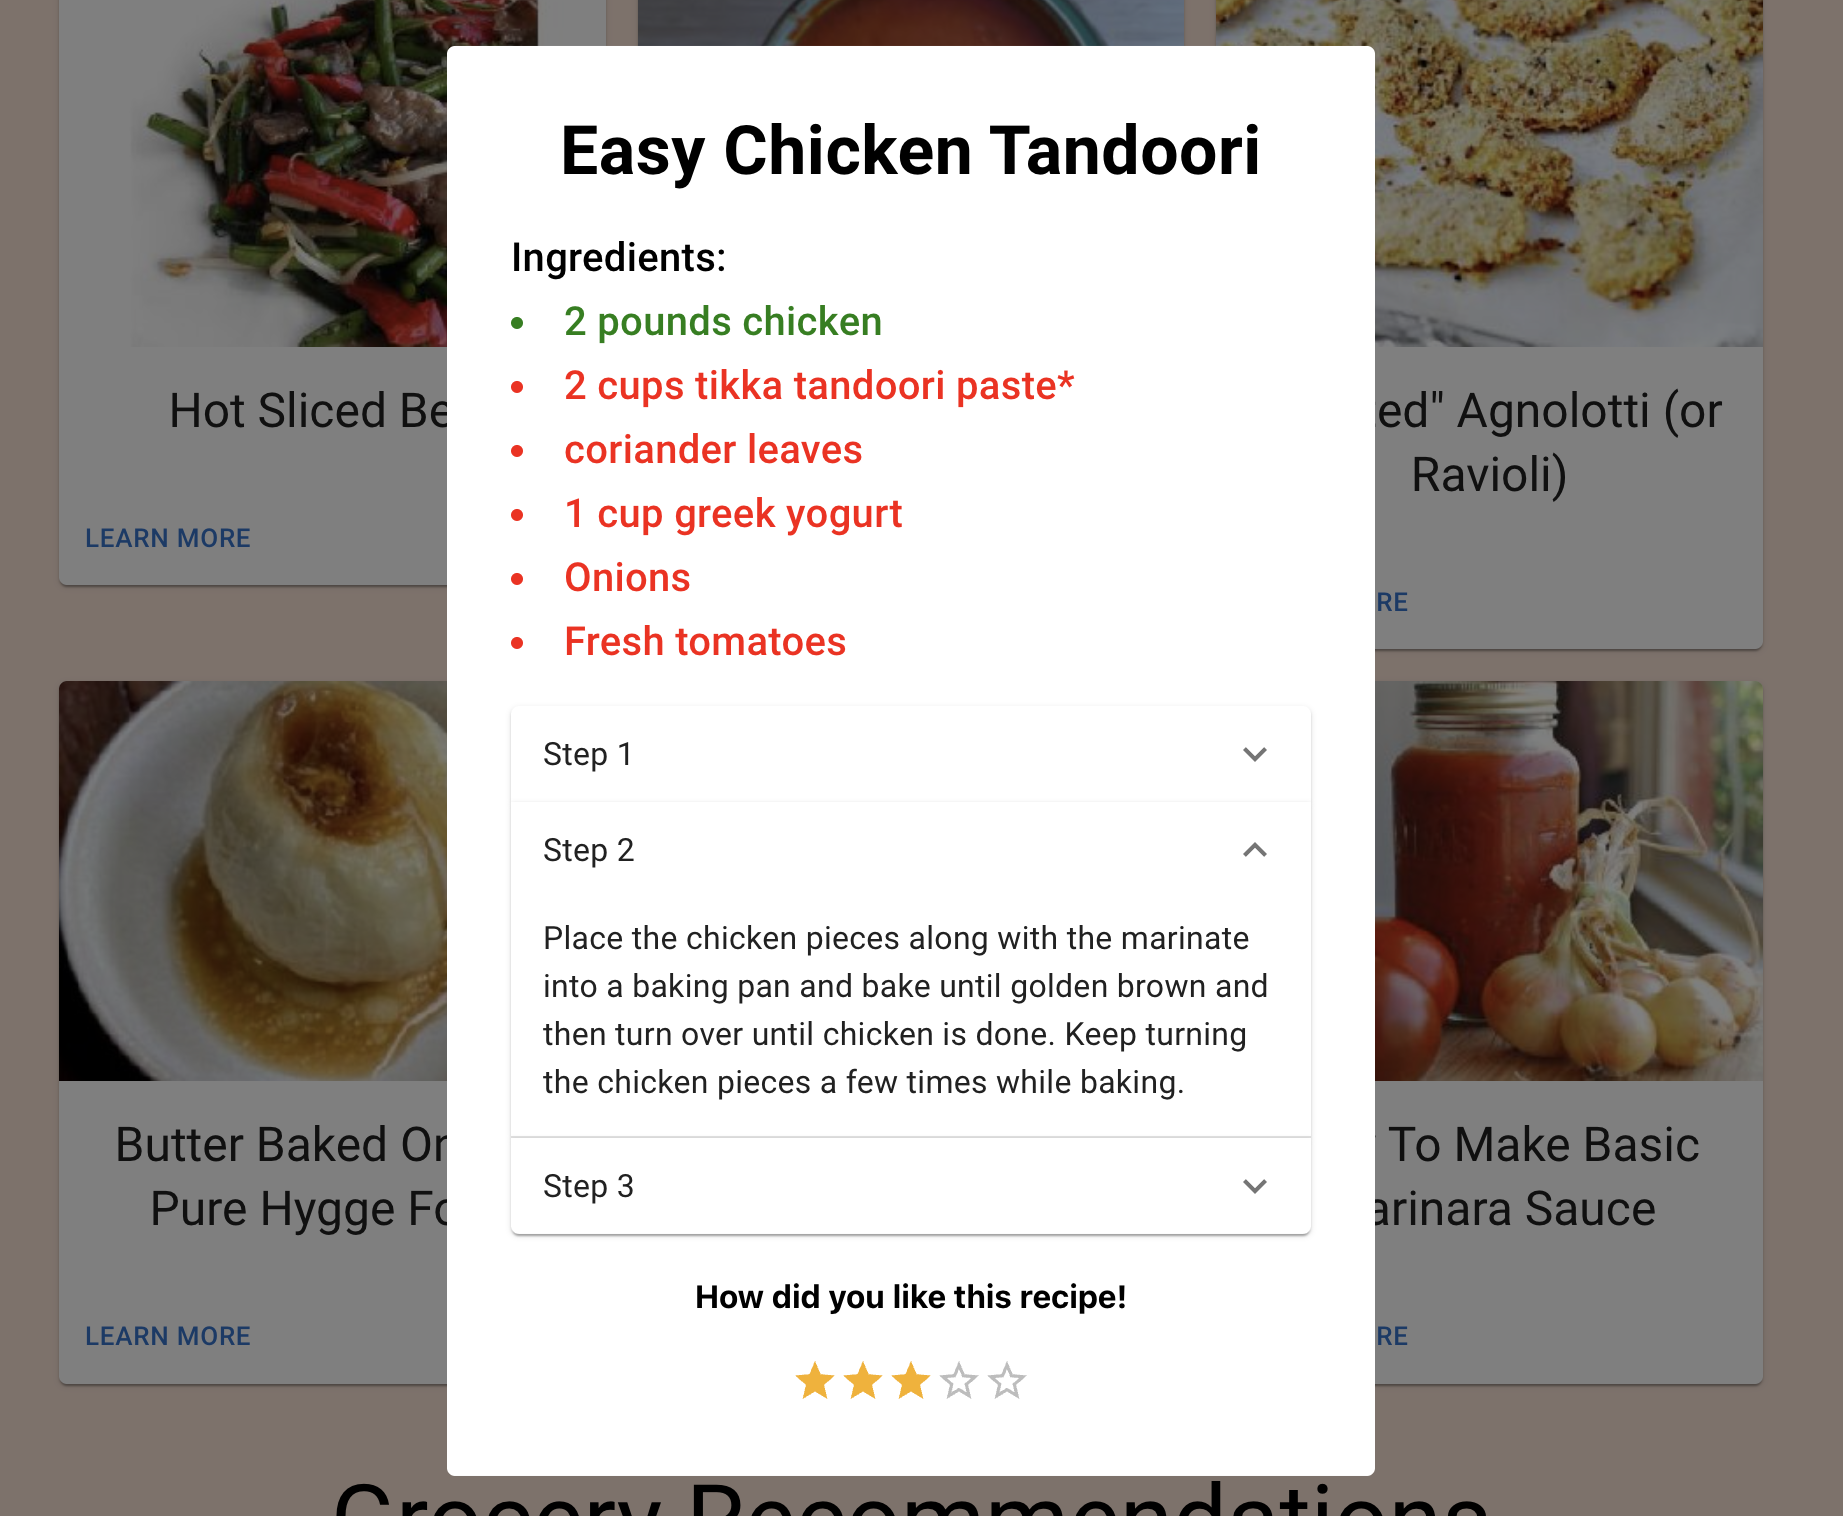 Easy Chicken Tandoori
Ingredients:
• 2 pounds chicken
• 2 cups tikka tandoori paste*
• coriander leaves
• 1 cup greek yogurt
• Onions
• Fresh tomatoes
Step 1
Step 2
Place the chicken pieces along with the marinate
into a baking pan and bake until golden brown and
then turn over until chicken is done. Keep turning
the chicken pieces a few times while baking.
Step 3
How did you like this recipe!
Hot Sliced Be
LEARN MORE
ed" Agnolotti (or
Ravioli)
RE
Butter Baked On
Pure Hygge Fo
LEARN MORE
To Make Basic
arinara Sauce
RE
Grocery Recommendations